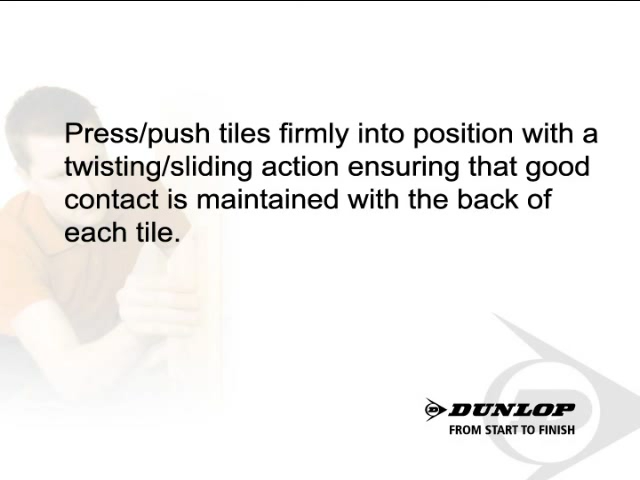 Press/push tiles firmly into position with a
twisting/sliding action ensuring that good
contact is maintained with the back of
each tile.
DUNLOP
FROM START TO FINISH